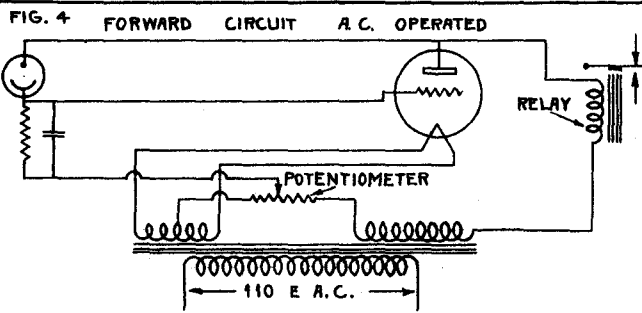 FIG. 4 FORWARD CIRCUIT A.C. OPERATED
RELAY
POTENTIOMETER
110 E A.C.